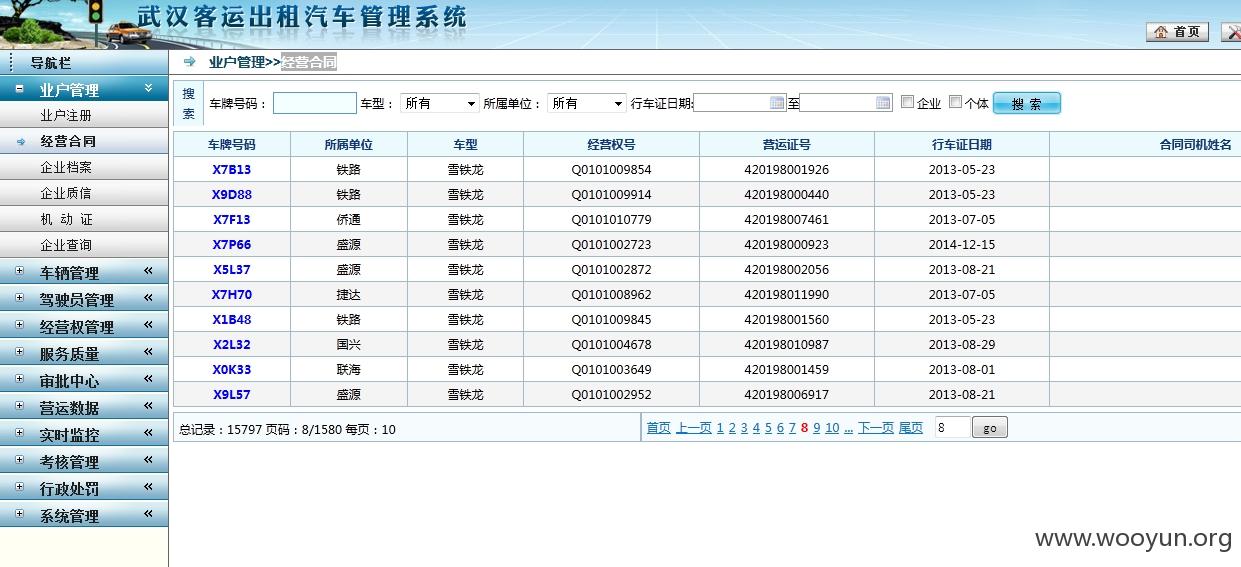 武汉客运出租汽车管理系统
首页
导航栏
业户管理>>经营合同
业户管理
业户注册
经营合同
企业档案
企业质信
机 动 证
企业查询
车辆管理
驾驶员管理
经营权管理
服务质量
审批中心
营运数据
实时监控
考核管理
行政处罚
系统管理
搜索 车牌号码： 车型： 所有 所属单位： 所有 行车证日期: 至 企业 个体 搜 索
车牌号码 所属单位 车型 经营权号 营运证号 行车证日期 合同司机姓名
X7B13 铁路 雪铁龙 Q0101009854 420198001926 2013-05-23
X9D88 铁路 雪铁龙 Q0101009914 420198000440 2013-05-23
X7F13 侨通 雪铁龙 Q0101010779 420198007461 2013-07-05
X7P66 盛源 雪铁龙 Q0101002723 420198000923 2014-12-15
X5L37 盛源 雪铁龙 Q0101002872 420198002056 2013-08-21
X7H70 捷达 雪铁龙 Q0101008962 420198011990 2013-07-05
X1B48 铁路 雪铁龙 Q0101009845 420198001560 2013-05-23
X2L32 国兴 雪铁龙 Q0101004678 420198010987 2013-08-29
X0K33 联海 雪铁龙 Q0101003649 420198001459 2013-08-01
X9L57 盛源 雪铁龙 Q0101002952 420198006917 2013-08-21
总记录：15797 页码：8/1580 每页：10 首页 上一页 1 2 3 4 5 6 7 8 9 10 ... 下一页 尾页 8 go
www.wooyun.org